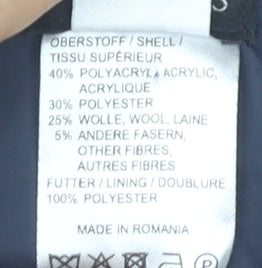 OBERSTOFF / SHELL /
TISSU SUPÉRIEUR
40% POLYACRYL, ACRYLIC,
ACRYLIQUE
30% POLYESTER
25% WOLLE, WOOL, LAINE
5% ANDERE FASERN,
OTHER FIBRES,
AUTRES FIBRES
FUTTER / LINING / DOUBLURE
100% POLYESTER
MADE IN ROMANIA
P